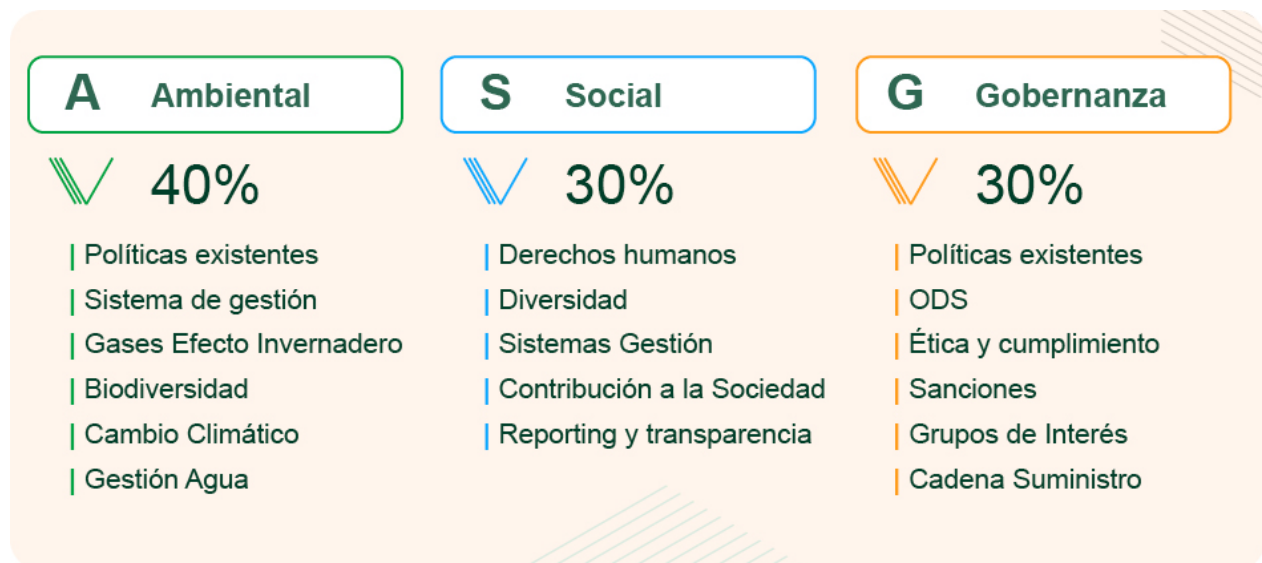 A Ambiental
40%
Políticas existentes
Sistema de gestión
Gases Efecto Invernadero
Biodiversidad
Cambio Climático
Gestión Agua
S Social
30%
Derechos humanos
Diversidad
Sistemas Gestión
Contribución a la Sociedad
Reporting y transparencia
G Gobernanza
30%
Políticas existentes
ODS
Ética y cumplimiento
Sanciones
Grupos de Interés
Cadena Suministro